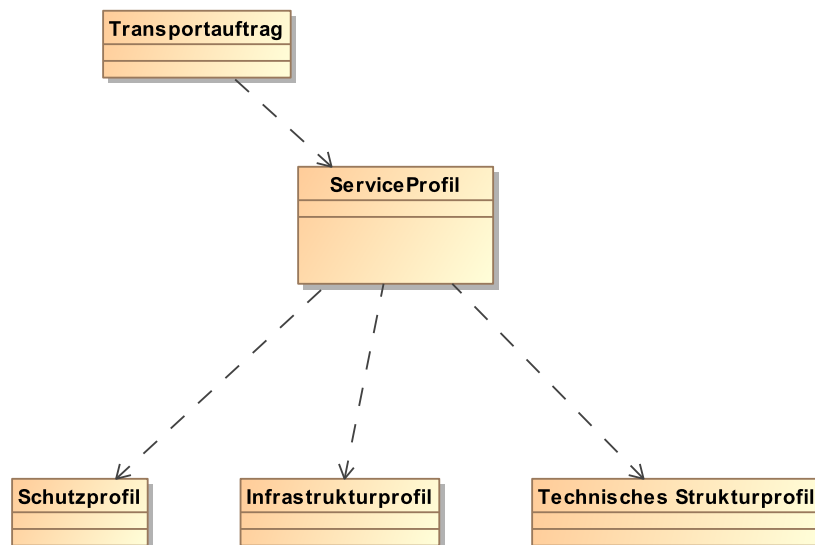 Transportauftrag
ServiceProfil
Schutzprofil
Infrastrukturprofil
Technisches Strukturprofil